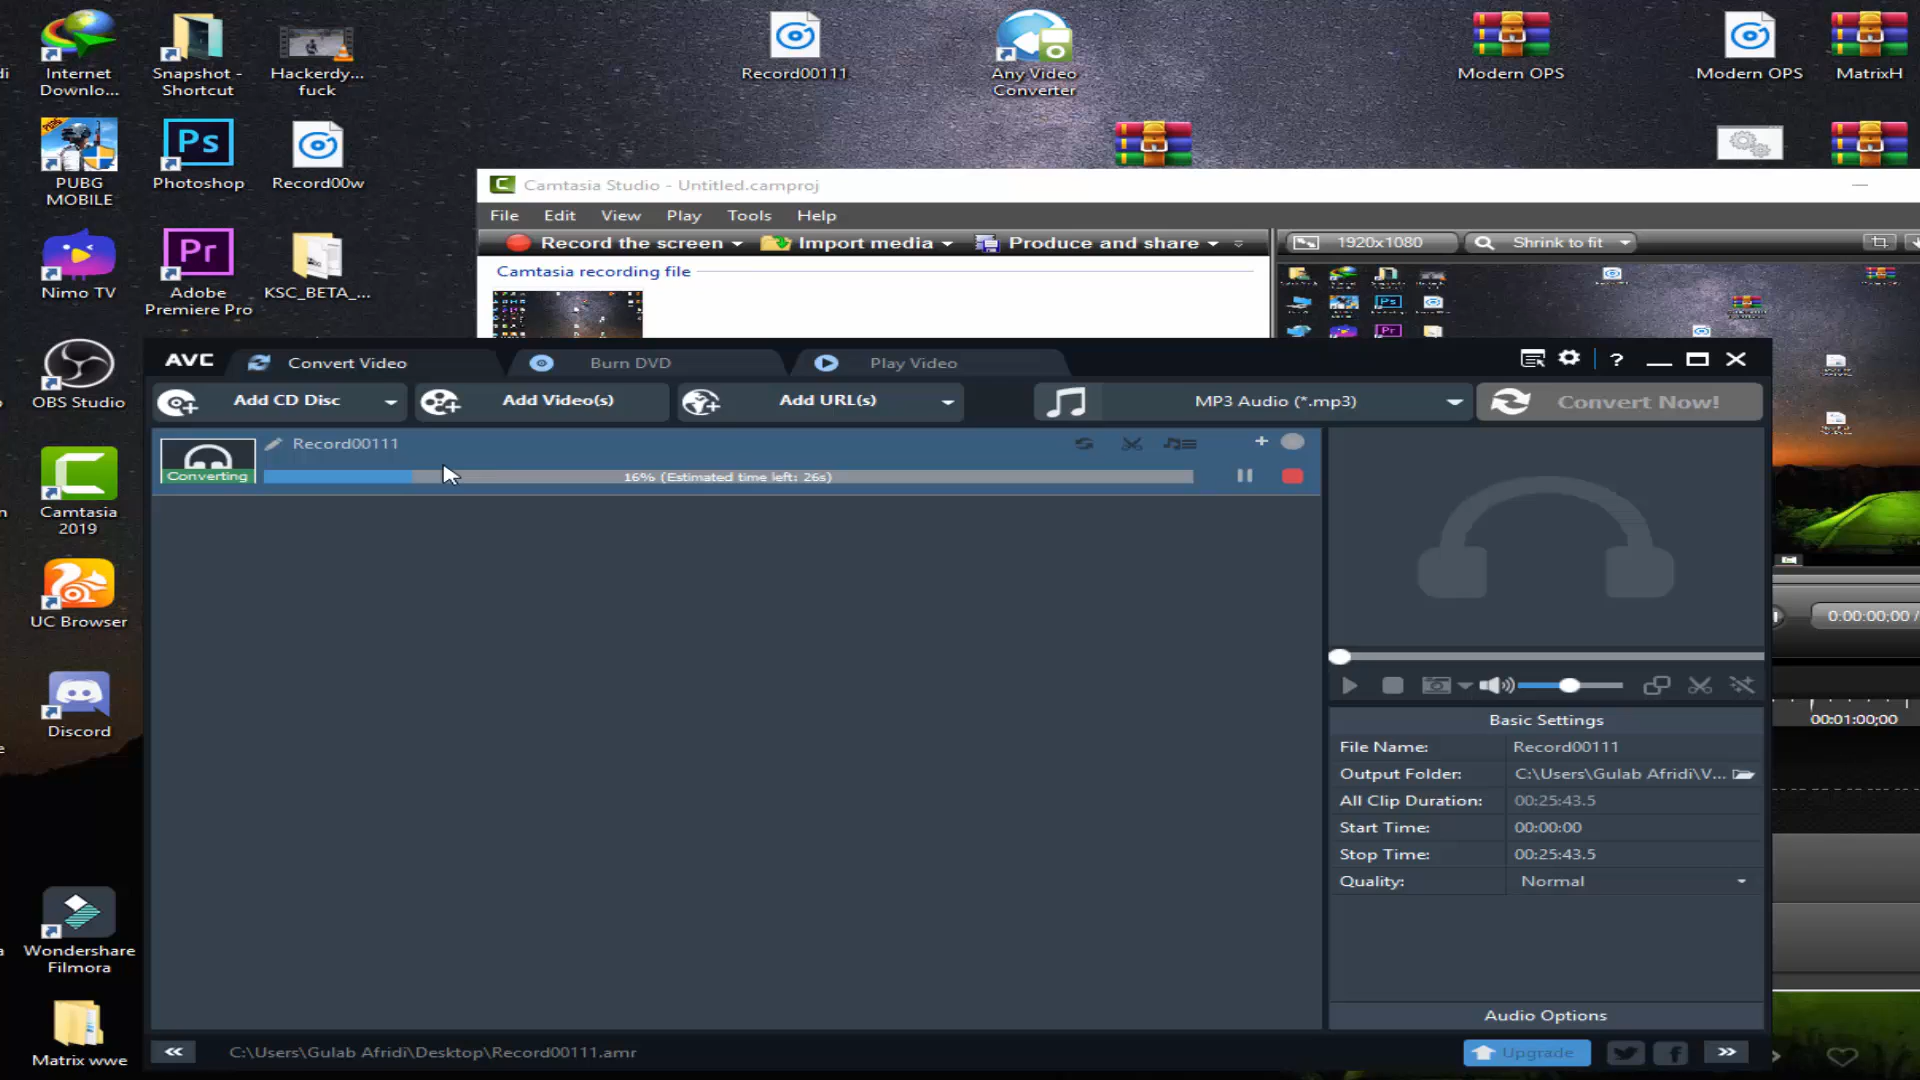 di
Internet
Downlo...
Snapshot -
Shortcut
Hackerdy...
fuck
Record00111
Any Video
Converter
Modern OPS
Modern OPS
MatrixH
PUBG
MOBILE
Ps
Photoshop
Record00w
Nimo TV
Pr
Adobe
Premiere Pro
KSC_BETA_...
OBS Studio
Camtasia
2019
UC Browser
Discord
Wondershare
Filmora
Matrix wwe
Camtasia Studio - Untitled.camproj
File Edit View Play Tools Help
Record the screen Import media Produce and share
1920x1080 Shrink to fit
Camtasia recording file
AVC Convert Video Burn DVD Play Video
?
Add CD Disc Add Video(s) Add URL(s) MP3 Audio (*.mp3) Convert Now!
Record00111
Converting 16% (Estimated time left: 26s)
0:00:00;00 /
00:01:00;00
Basic Settings
File Name: Record00111
Output Folder: C:\Users\Gulab Afridi\V...
All Clip Duration: 00:25:43.5
Start Time: 00:00:00
Stop Time: 00:25:43.5
Quality: Normal
Audio Options
C:\Users\Gulab Afridi\Desktop\Record00111.amr
Upgrade